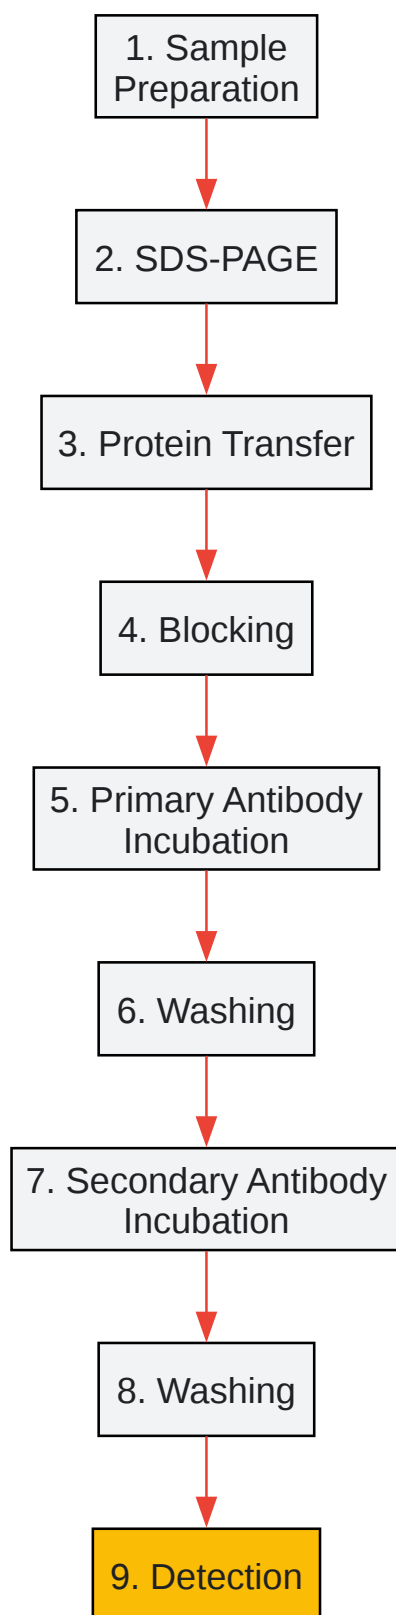 1. Sample
Preparation
2. SDS-PAGE
3. Protein Transfer
4. Blocking
5. Primary Antibody
Incubation
6. Washing
7. Secondary Antibody
Incubation
8. Washing
9. Detection